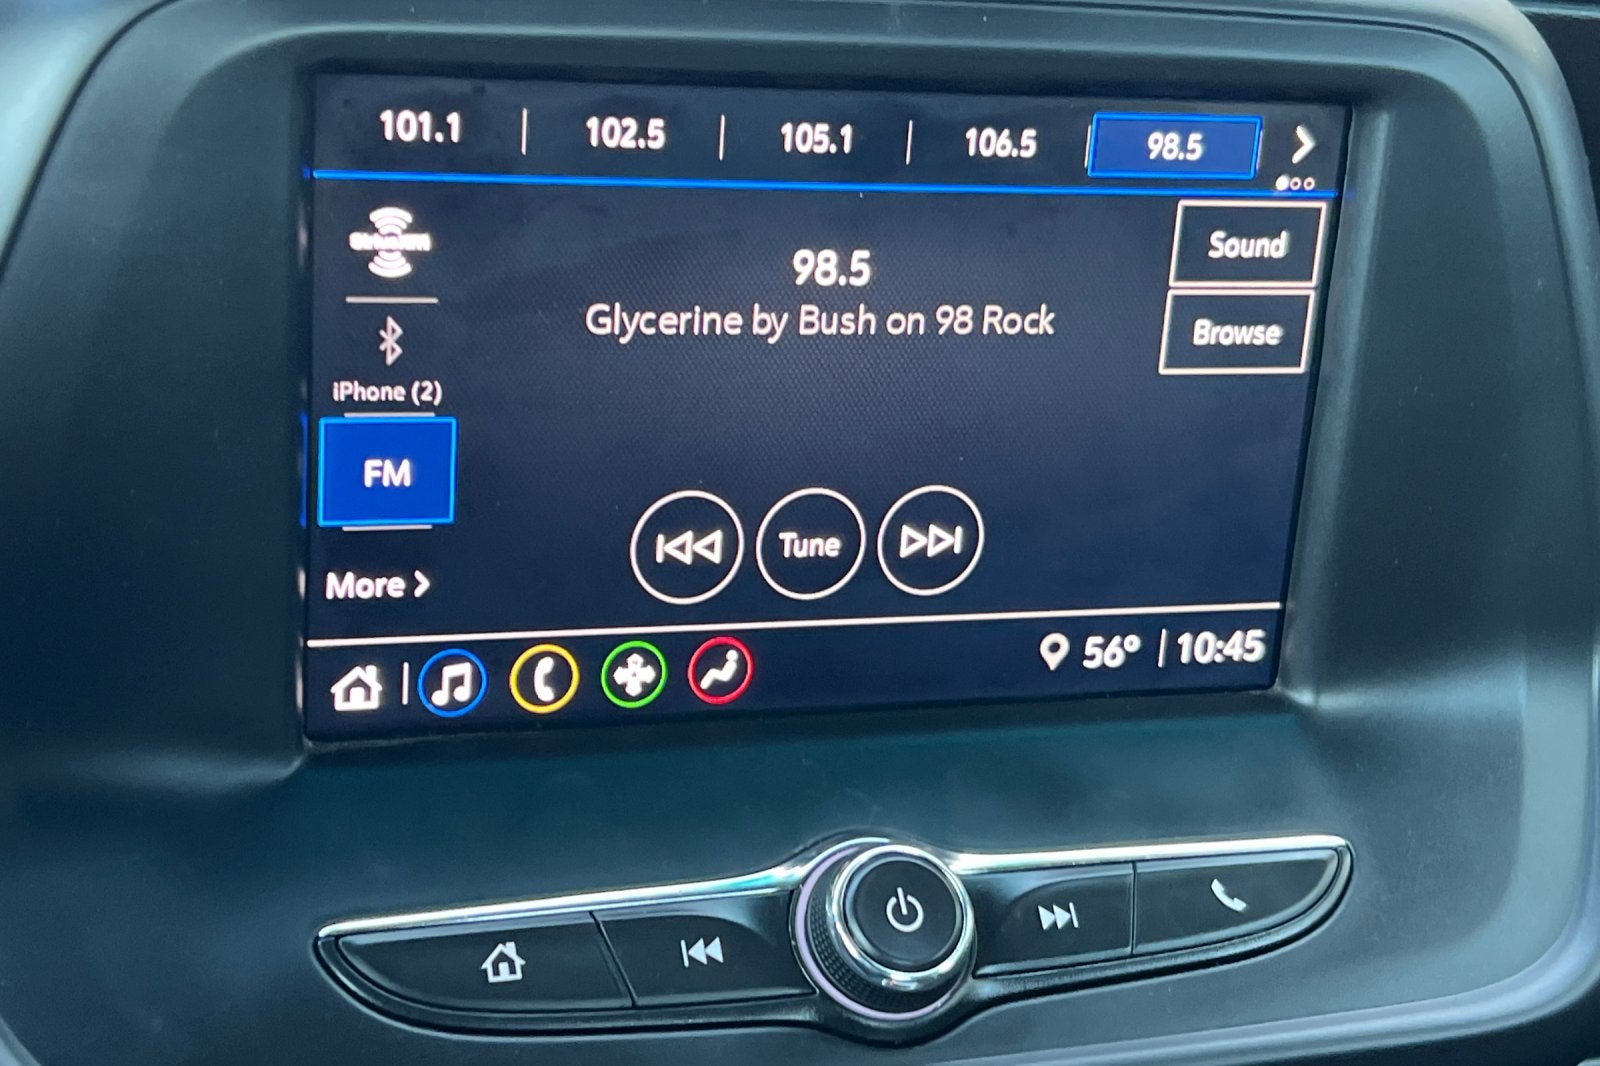 101.1 | 102.5 | 105.1 | 106.5 | 98.5
SiriusXM
98.5
Glycerine by Bush on 98 Rock
Sound
Browse
iPhone (2)
FM
Tune
More >
56° | 10:45